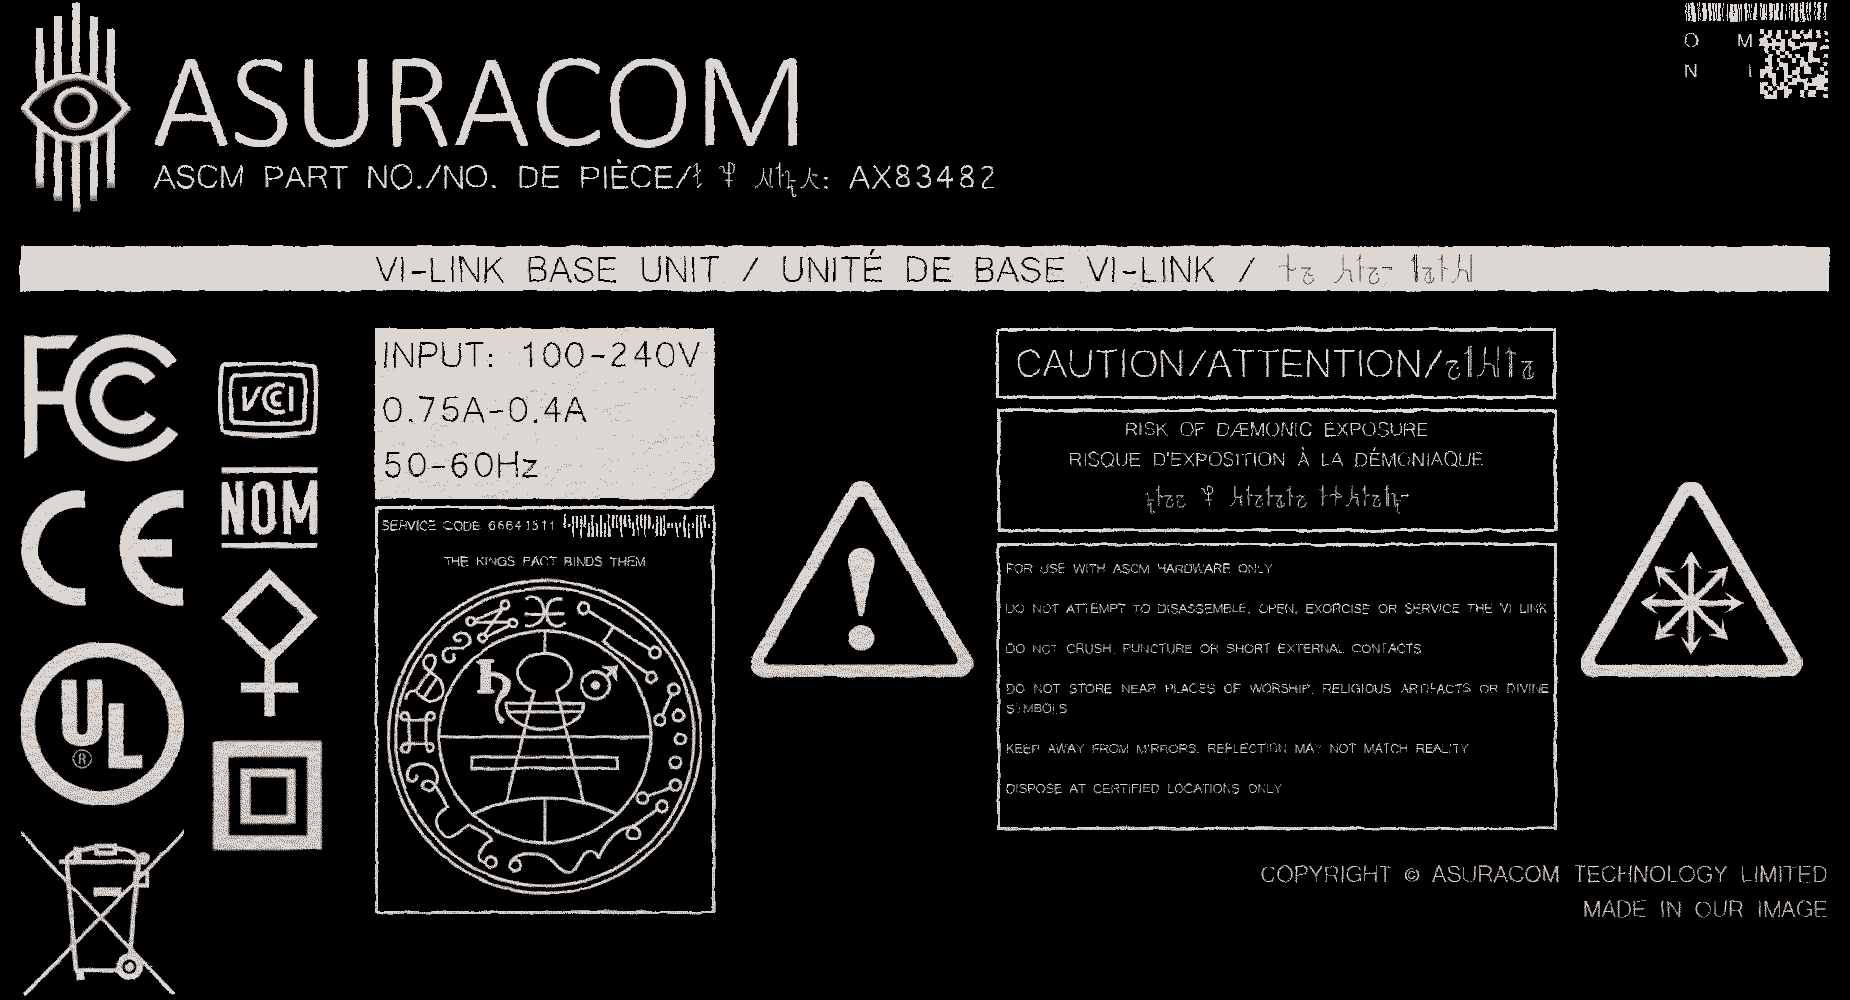 O M
N I
ASURACOM
ASCM PART NO./NO. DE PIÈCE/ : AX83482
VI-LINK BASE UNIT / UNITÉ DE BASE VI-LINK /
FC
CE
UL
®
VCCI
NOM
INPUT: 100-240V
0.75A-0.4A
50-60Hz
SERVICE CODE 66641511
THE KINGS PACT BINDS THEM
CAUTION/ATTENTION/
RISK OF DÆMONIC EXPOSURE
RISQUE D'EXPOSITION À LA DÉMONIAQUE
FOR USE WITH ASCM HARDWARE ONLY
DO NOT ATTEMPT TO DISASSEMBLE, OPEN, EXORCISE OR SERVICE THE VI LINK
DO NOT CRUSH, PUNCTURE OR SHORT EXTERNAL CONTACTS
DO NOT STORE NEAR PLACES OF WORSHIP, RELIGIOUS ARTIFACTS OR DIVINE
SYMBOLS
KEEP AWAY FROM MIRRORS. REFLECTION MAY NOT MATCH REALITY
DISPOSE AT CERTIFIED LOCATIONS ONLY
COPYRIGHT © ASURACOM TECHNOLOGY LIMITED
MADE IN OUR IMAGE